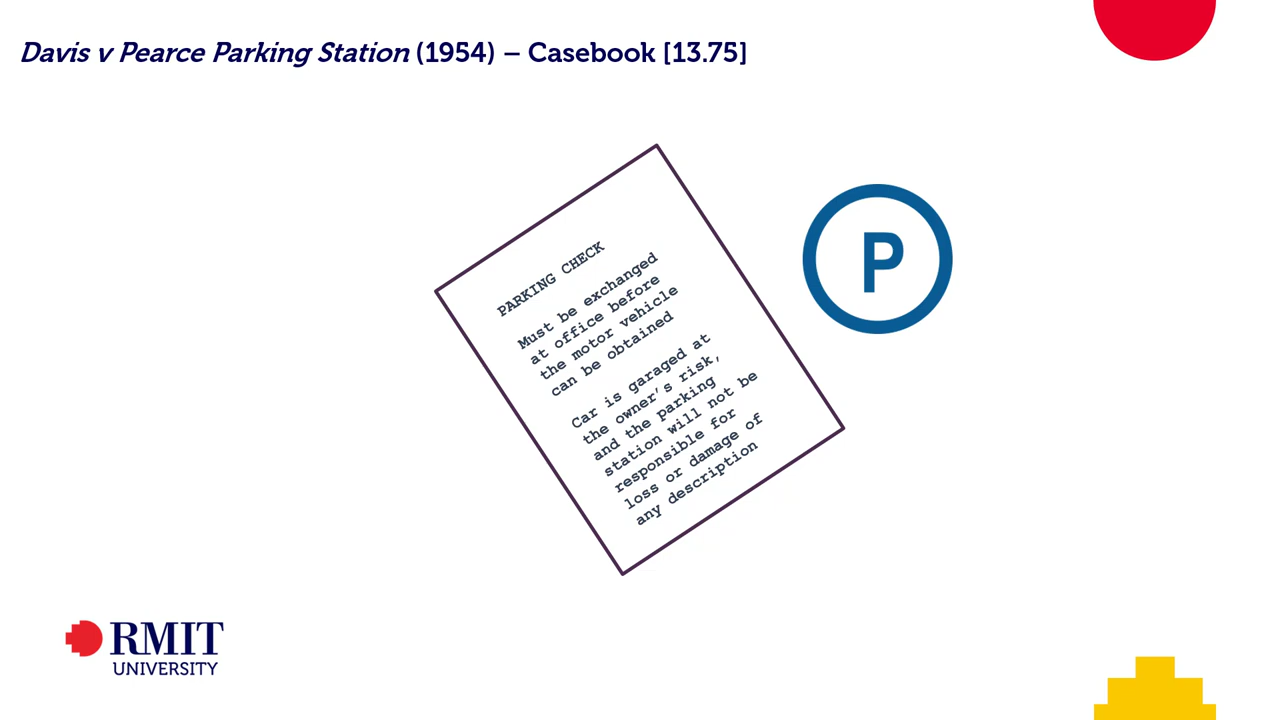 Davis v Pearce Parking Station (1954) – Casebook [13.75]
PARKING CHECK
Must be exchanged
at office before
the motor vehicle
can be obtained
Car is garaged at
the owner's risk,
and the parking
station will not be
responsible for
loss or damage of
any description
P
RMIT
UNIVERSITY